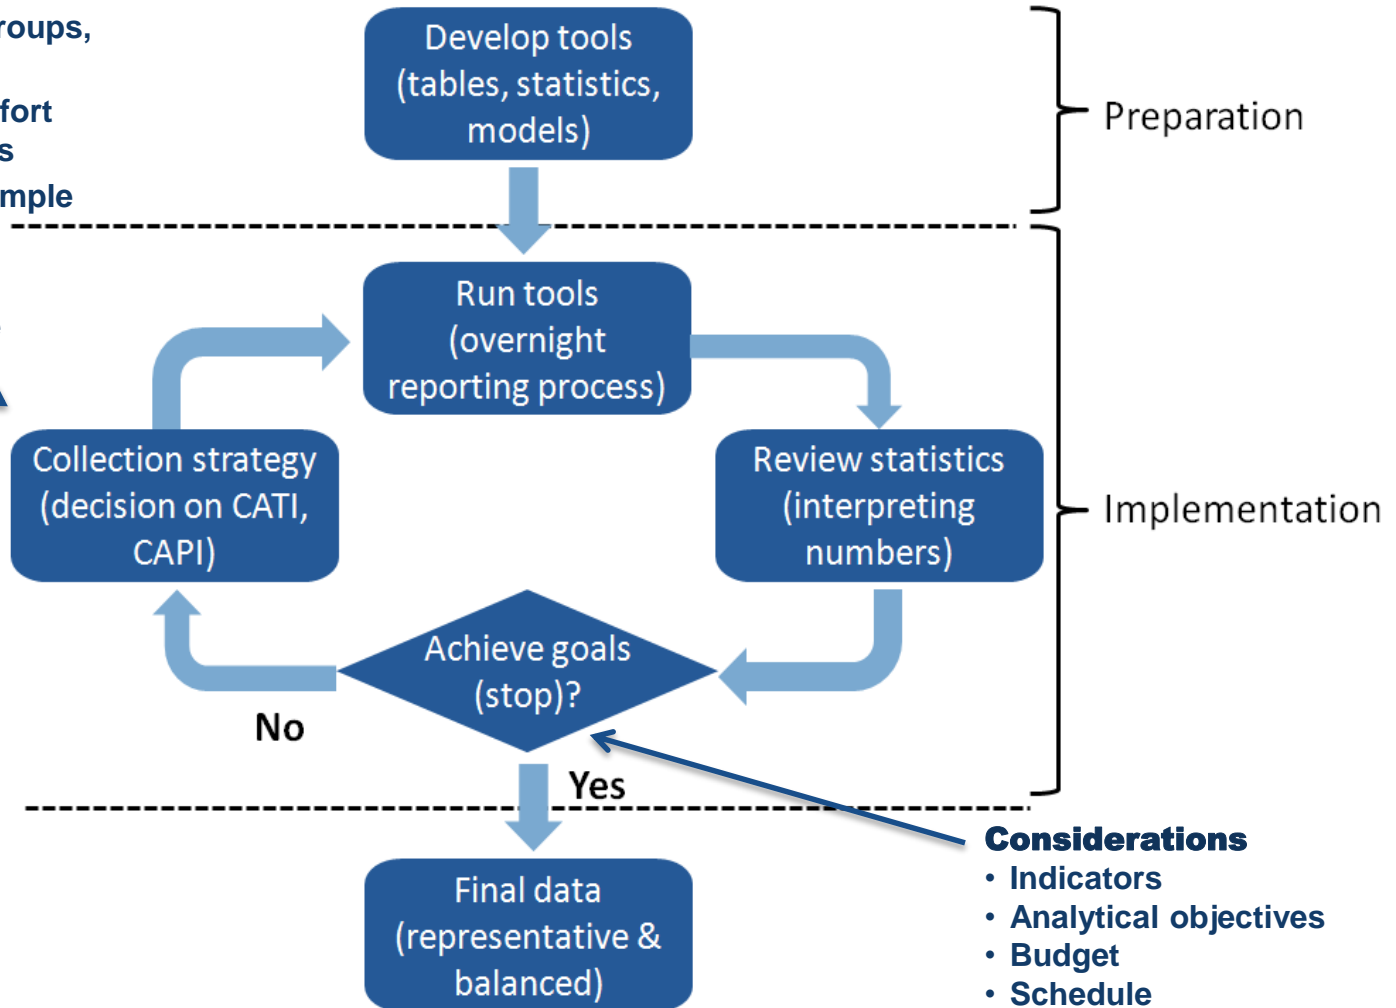 roups,
fort
s
mple
Develop tools
(tables, statistics,
models)
Preparation
Run tools
(overnight
reporting process)
Collection strategy
(decision on CATI,
CAPI)
Review statistics
(interpreting
numbers)
Implementation
Achieve goals
(stop)?
No
Yes
Final data
(representative &
balanced)
Considerations
• Indicators
• Analytical objectives
• Budget
• Schedule